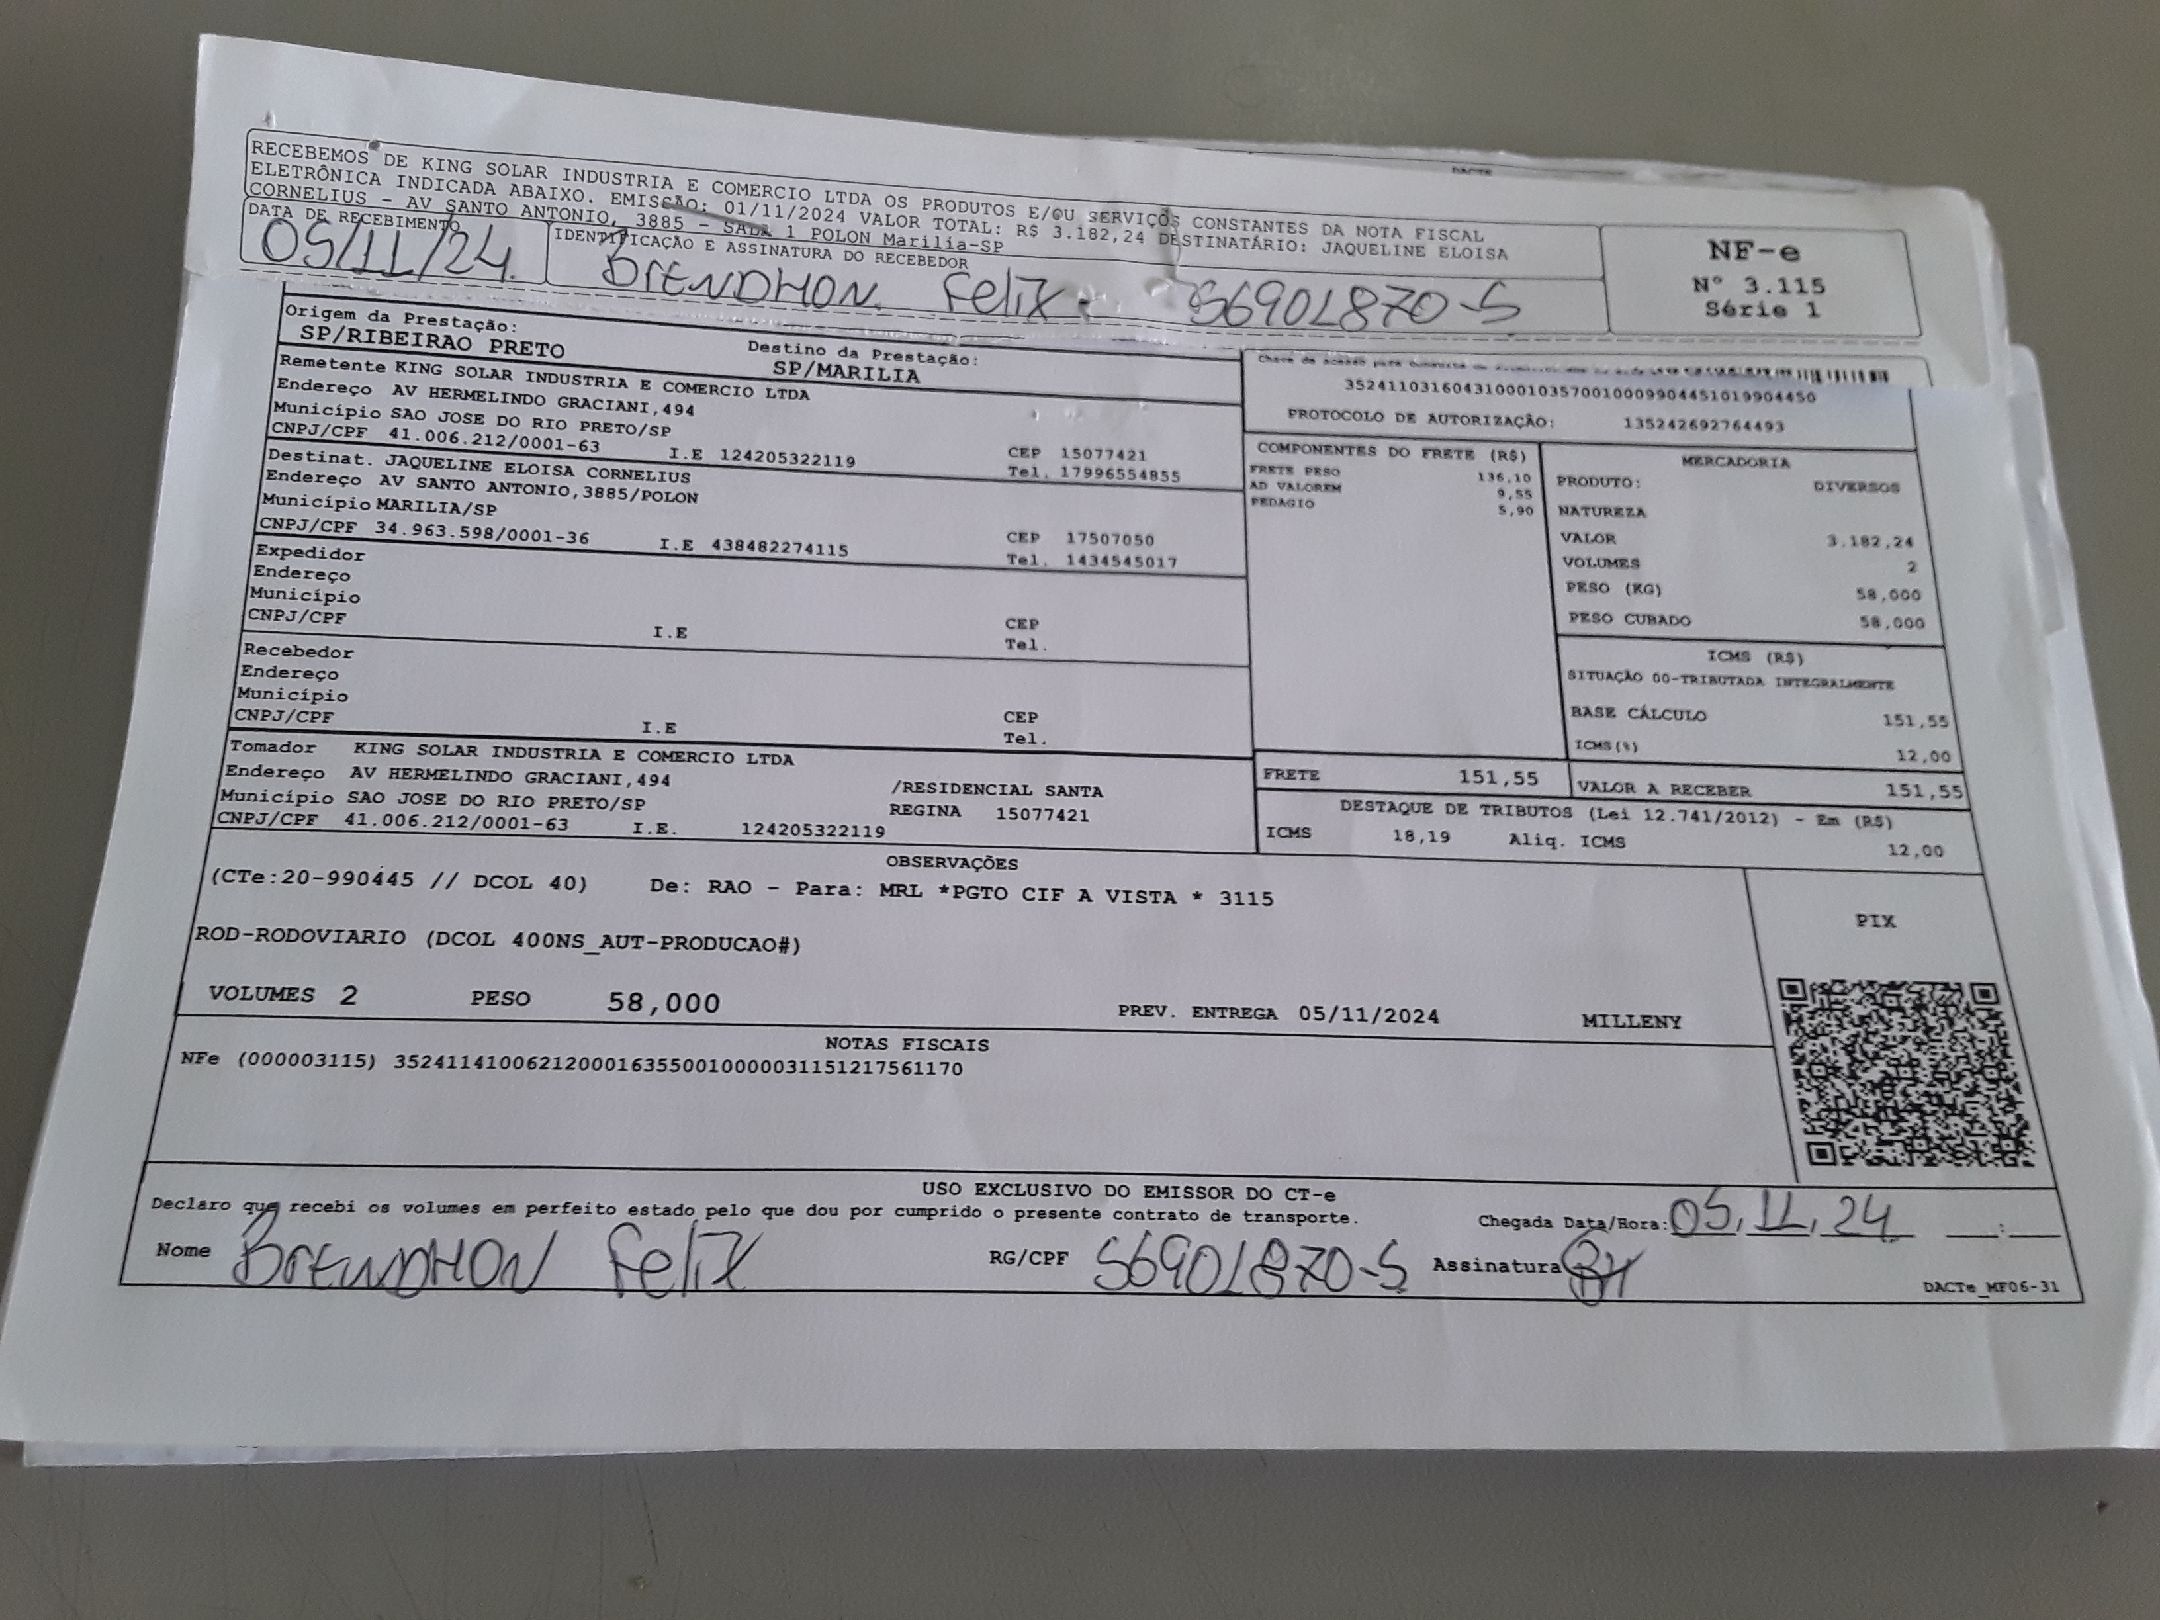 DACTE
RECEBEMOS DE KING SOLAR INDUSTRIA E COMERCIO LTDA OS PRODUTOS E/OU SERVIÇOS CONSTANTES DA NOTA FISCAL
ELETRÔNICA INDICADA ABAIXO. EMISSÃO: 01/11/2024 VALOR TOTAL: R$ 3.182,24 DESTINATÁRIO: JAQUELINE ELOISA
CORNELIUS - AV SANTO ANTONIO, 3885 - SALA 1 POLON Marilia-SP
DATA DE RECEBIMENTO
05/11/24.
IDENTIFICAÇÃO E ASSINATURA DO RECEBEDOR
BrENDHON Felix 56901870-5
NF-e
Nº 3.115
Série 1
Origem da Prestação:
SP/RIBEIRAO PRETO
Destino da Prestação:
SP/MARILIA
Remetente KING SOLAR INDUSTRIA E COMERCIO LTDA
Endereço AV HERMELINDO GRACIANI,494
Município SAO JOSE DO RIO PRETO/SP CEP 15077421
CNPJ/CPF 41.006.212/0001-63 I.E 124205322119 Tel. 17996554855
Destinat. JAQUELINE ELOISA CORNELIUS
Endereço AV SANTO ANTONIO,3885/POLON
Município MARILIA/SP CEP 17507050
CNPJ/CPF 34.963.598/0001-36 I.E 438482274115 Tel. 1434545017
Expedidor
Endereço
Município CEP
CNPJ/CPF I.E Tel.
Recebedor
Endereço
Município CEP
CNPJ/CPF I.E Tel.
Tomador KING SOLAR INDUSTRIA E COMERCIO LTDA
Endereço AV HERMELINDO GRACIANI,494 /RESIDENCIAL SANTA
Município SAO JOSE DO RIO PRETO/SP REGINA 15077421
CNPJ/CPF 41.006.212/0001-63 I.E. 124205322119
Chave de acesso para
35241103160431000103570010009904451019904450
PROTOCOLO DE AUTORIZAÇÃO: 135242692764493
COMPONENTES DO FRETE (R$)
FRETE PESO 136,10
AD VALOREM 9,55
PEDAGIO 5,90
MERCADORIA
PRODUTO: DIVERSOS
NATUREZA
VALOR 3.182,24
VOLUMES 2
PESO (KG) 58,000
PESO CUBADO 58,000
ICMS (R$)
SITUAÇÃO 00-TRIBUTADA INTEGRALMENTE
BASE CÁLCULO 151,55
ICMS(%) 12,00
FRETE 151,55
VALOR A RECEBER 151,55
DESTAQUE DE TRIBUTOS (Lei 12.741/2012) - Em (R$)
ICMS 18,19 Aliq. ICMS 12,00
OBSERVAÇÕES
(CTe:20-990445 // DCOL 40) De: RAO - Para: MRL *PGTO CIF A VISTA * 3115
ROD-RODOVIARIO (DCOL 400NS_AUT-PRODUCAO#)
VOLUMES 2 PESO 58,000 PREV. ENTREGA 05/11/2024 MILLENY
PIX
NOTAS FISCAIS
NFe (000003115) 35241141006212000163550010000031151217561170
USO EXCLUSIVO DO EMISSOR DO CT-e
Declaro que recebi os volumes em perfeito estado pelo que dou por cumprido o presente contrato de transporte.
Chegada Data/Hora: 05, 11, 24 :
Nome BrENDHON Felix RG/CPF 56901870-5 Assinatura
DACTe_MF06-31